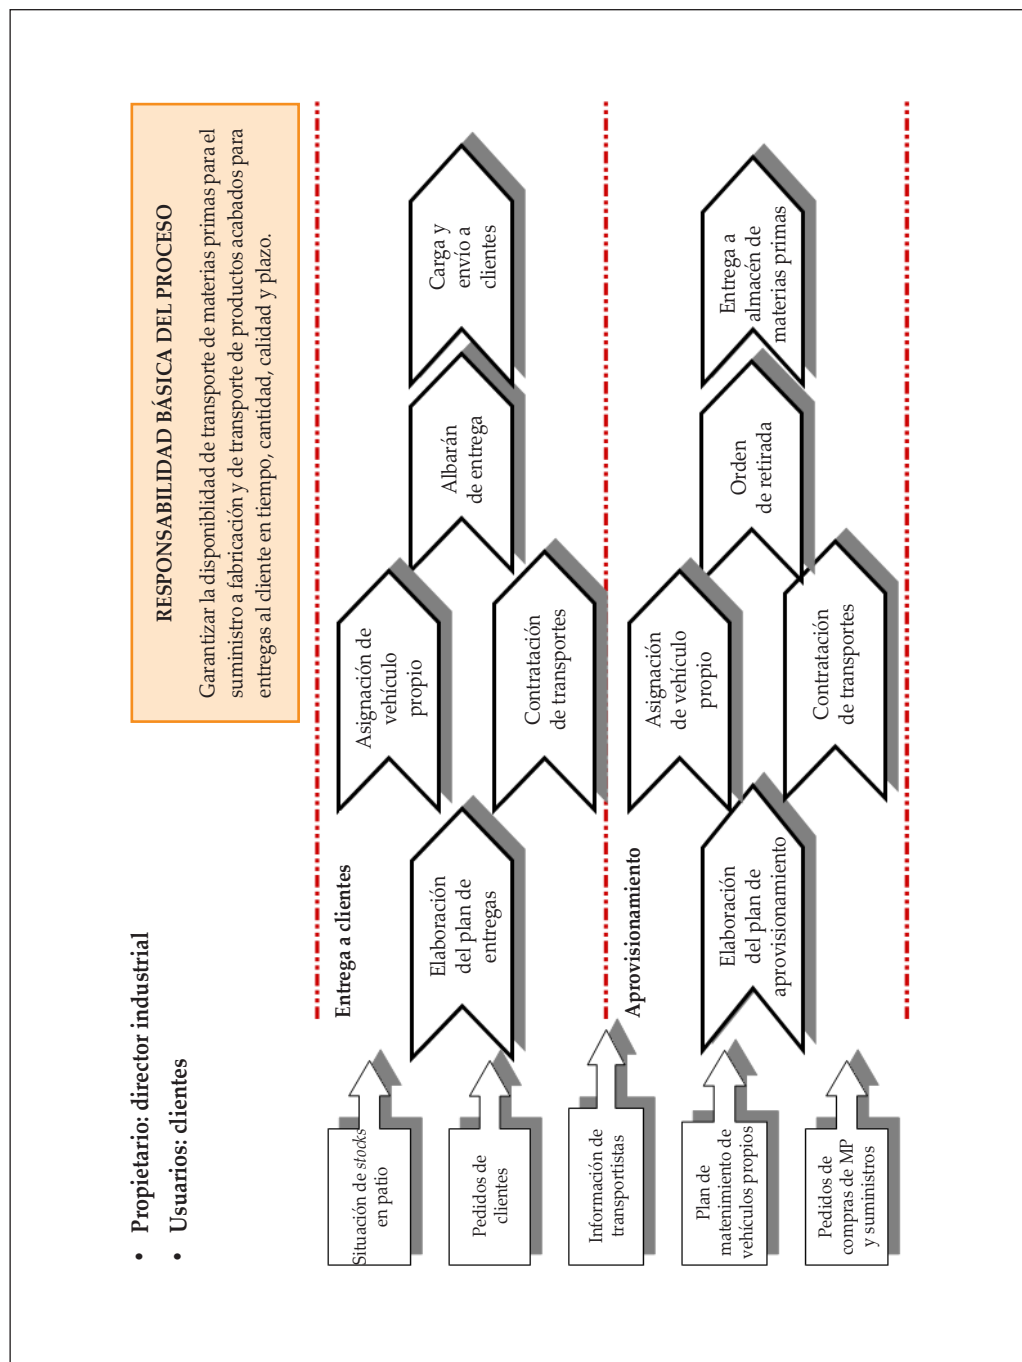 • Propietario: director industrial
• Usuarios: clientes
RESPONSABILIDAD BÁSICA DEL PROCESO
Garantizar la disponiblidad de transporte de materias primas para el
suministro a fabricación y de transporte de productos acabados para
entregas al cliente en tiempo, cantidad, calidad y plazo.
Situación de stocks
en patio
Pedidos de
clientes
Información de
transportistas
Plan de
matenimiento de
vehículos propios
Pedidos de
compras de MP
y suministros
Entrega a clientes
Elaboración
del plan de
entregas
Asignación de
vehículo
propio
Contratación
de transportes
Albarán
de entrega
Carga y
envío a
clientes
Aprovisionamiento
Elaboración
del plan de
aprovisionamiento
Asignación
de vehículo
propio
Contratación
de transportes
Orden
de retirada
Entrega a
almacén de
materias primas